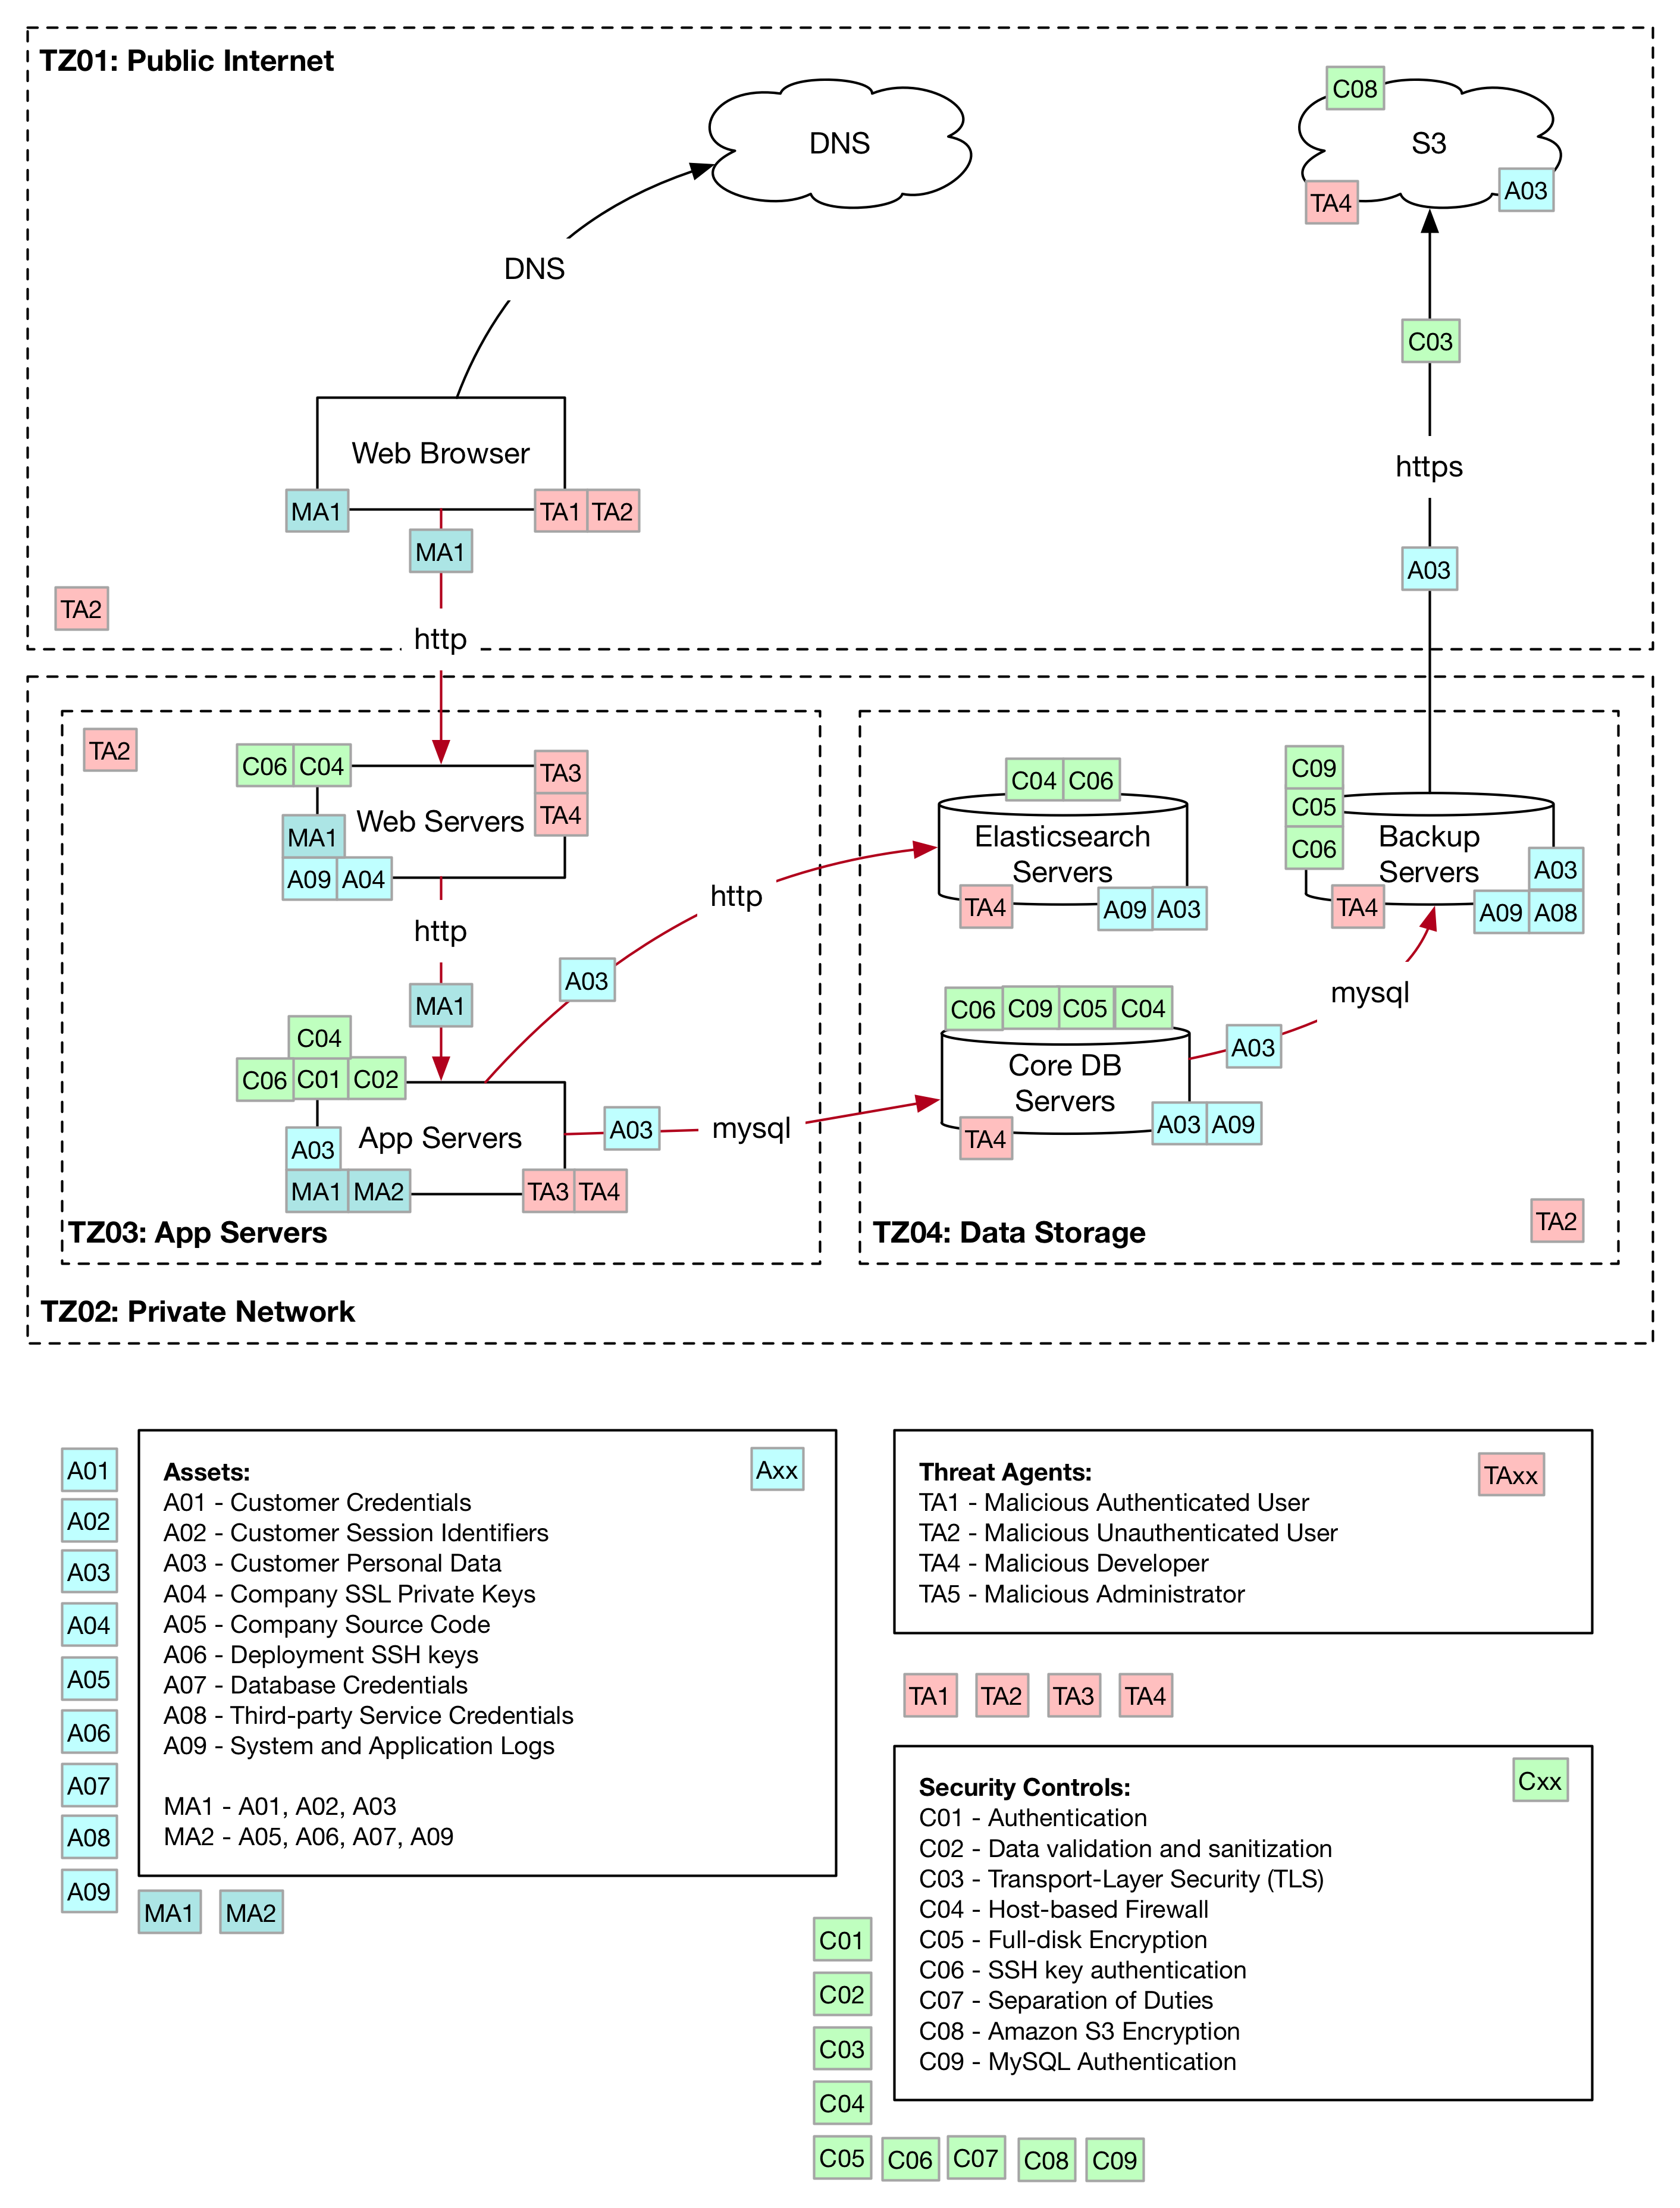 TZ01: Public Internet
C08
DNS
S3
TA4
A03
DNS
C03
Web Browser
https
MA1
TA1
TA2
MA1
A03
TA2
http
TA2
C06
C04
TA3
TA4
Web Servers
MA1
A09
A04
http
MA1
C04
C06
C01
C02
App Servers
A03
MA1
MA2
TA3
TA4
TZ03: App Servers
A03
http
A03
mysql
C04
C06
Elasticsearch
Servers
TA4
A09
A03
C09
C05
C06
Backup
Servers
A03
TA4
A09
A08
mysql
A03
C06
C09
C05
C04
Core DB
Servers
TA4
A03
A09
TA2
TZ04: Data Storage
TZ02: Private Network
A01
A02
A03
A04
A05
A06
A07
A08
A09
Assets:
Axx
A01 - Customer Credentials
A02 - Customer Session Identifiers
A03 - Customer Personal Data
A04 - Company SSL Private Keys
A05 - Company Source Code
A06 - Deployment SSH keys
A07 - Database Credentials
A08 - Third-party Service Credentials
A09 - System and Application Logs
MA1 - A01, A02, A03
MA2 - A05, A06, A07, A09
MA1
MA2
Threat Agents:
TAxx
TA1 - Malicious Authenticated User
TA2 - Malicious Unauthenticated User
TA4 - Malicious Developer
TA5 - Malicious Administrator
TA1
TA2
TA3
TA4
Security Controls:
Cxx
C01 - Authentication
C02 - Data validation and sanitization
C03 - Transport-Layer Security (TLS)
C04 - Host-based Firewall
C05 - Full-disk Encryption
C06 - SSH key authentication
C07 - Separation of Duties
C08 - Amazon S3 Encryption
C09 - MySQL Authentication
C01
C02
C03
C04
C05
C06
C07
C08
C09